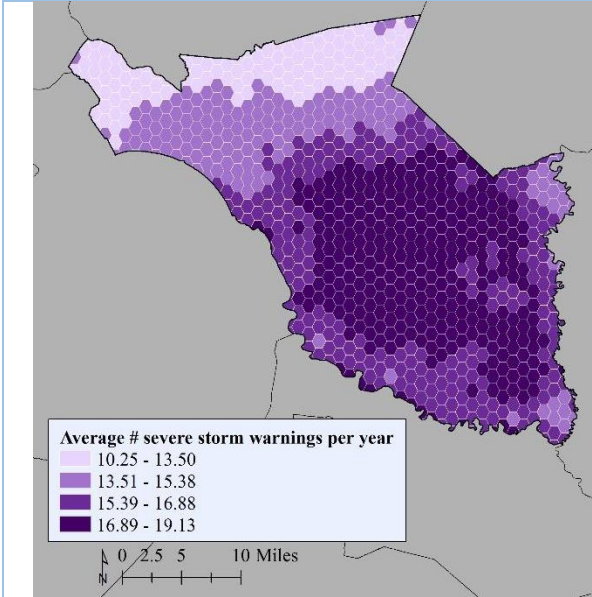 Average # severe storm warnings per year
10.25 - 13.50
13.51 - 15.38
15.39 - 16.88
16.89 - 19.13
N 0 2.5 5 10 Miles